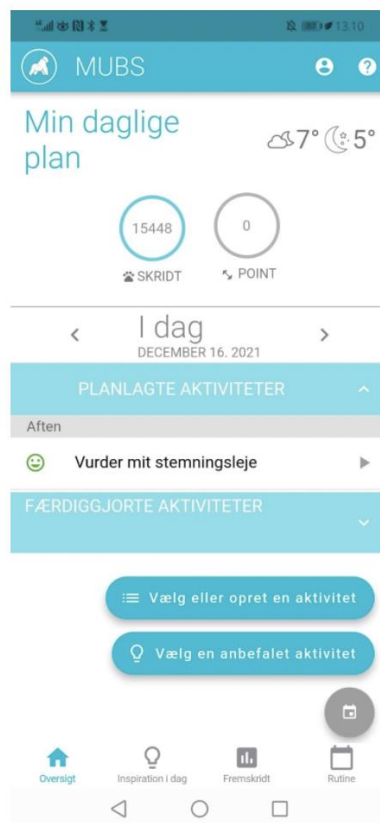 13.10
MUBS
Min daglige
plan
7° 5°
15448
0
SKRIDT
POINT
I dag
DECEMBER 16. 2021
PLANLAGTE AKTIVITETER
Aften
Vurder mit stemningsleje
FÆRDIGGJORTE AKTIVITETER
Vælg eller opret en aktivitet
Vælg en anbefalet aktivitet
Oversigt
Inspiration i dag
Fremskridt
Rutine